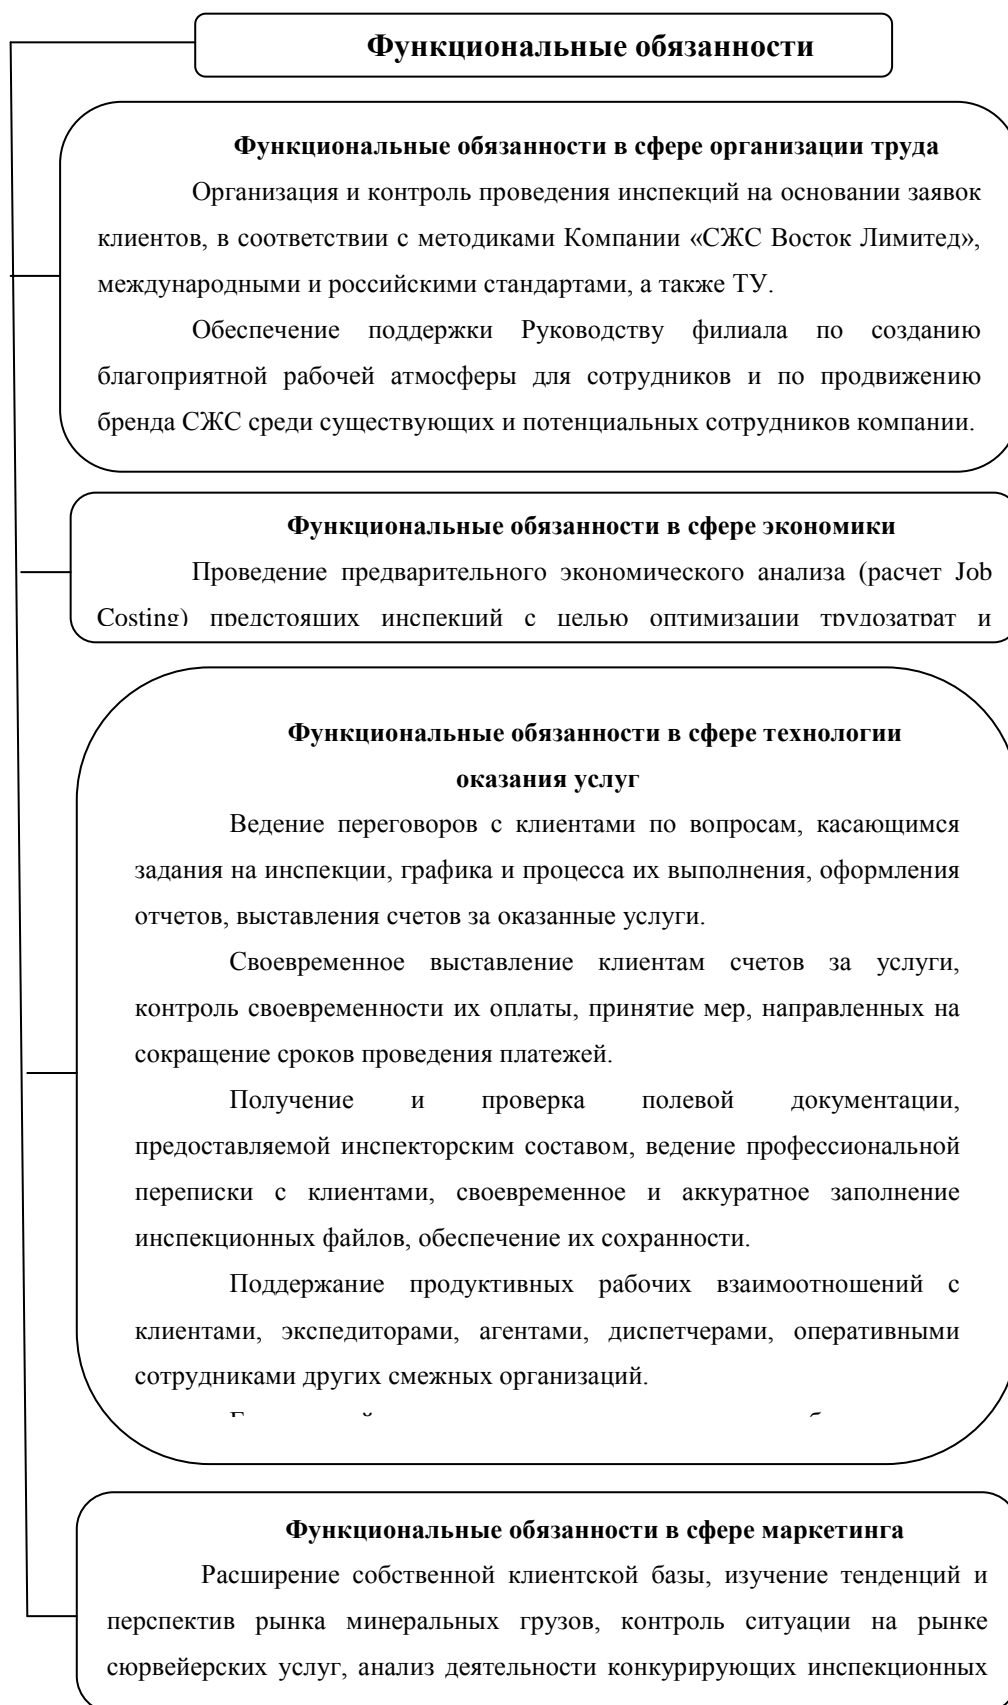 Функциональные обязанности
Функциональные обязанности в сфере организации труда
Организация и контроль проведения инспекций на основании заявок
клиентов, в соответствии с методиками Компании «СЖС Восток Лимитед»,
международными и российскими стандартами, а также ТУ.
Обеспечение поддержки Руководству филиала по созданию
благоприятной рабочей атмосферы для сотрудников и по продвижению
бренда СЖС среди существующих и потенциальных сотрудников компании.
Функциональные обязанности в сфере экономики
Проведение предварительного экономического анализа (расчет Job
Costing) предстоящих инспекций с целью оптимизации трудозатрат и
Функциональные обязанности в сфере технологии
оказания услуг
Ведение переговоров с клиентами по вопросам, касающимся
задания на инспекции, графика и процесса их выполнения, оформления
отчетов, выставления счетов за оказанные услуги.
Своевременное выставление клиентам счетов за услуги,
контроль своевременности их оплаты, принятие мер, направленных на
сокращение сроков проведения платежей.
Получение и проверка полевой документации,
предоставляемой инспекторским составом, ведение профессиональной
переписки с клиентами, своевременное и аккуратное заполнение
инспекционных файлов, обеспечение их сохранности.
Поддержание продуктивных рабочих взаимоотношений с
клиентами, экспедиторами, агентами, диспетчерами, оперативными
сотрудниками других смежных организаций.
Функциональные обязанности в сфере маркетинга
Расширение собственной клиентской базы, изучение тенденций и
перспектив рынка минеральных грузов, контроль ситуации на рынке
сюрвейерских услуг, анализ деятельности конкурирующих инспекционных